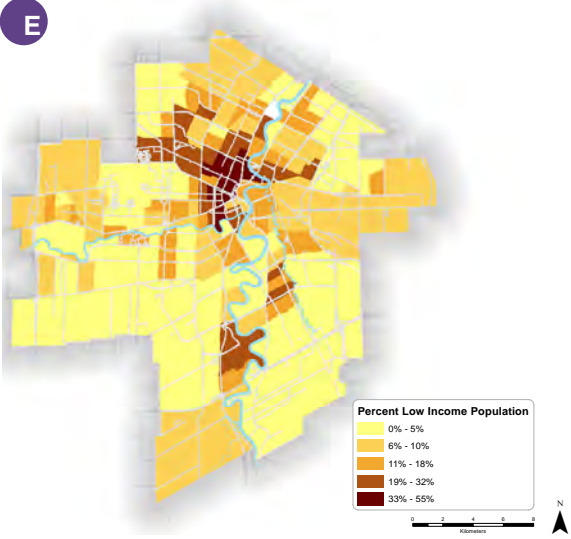 E
Percent Low Income Population
0% - 5%
6% - 10%
11% - 18%
19% - 32%
33% - 55%
N
0 2 4 6 8
Kilometers